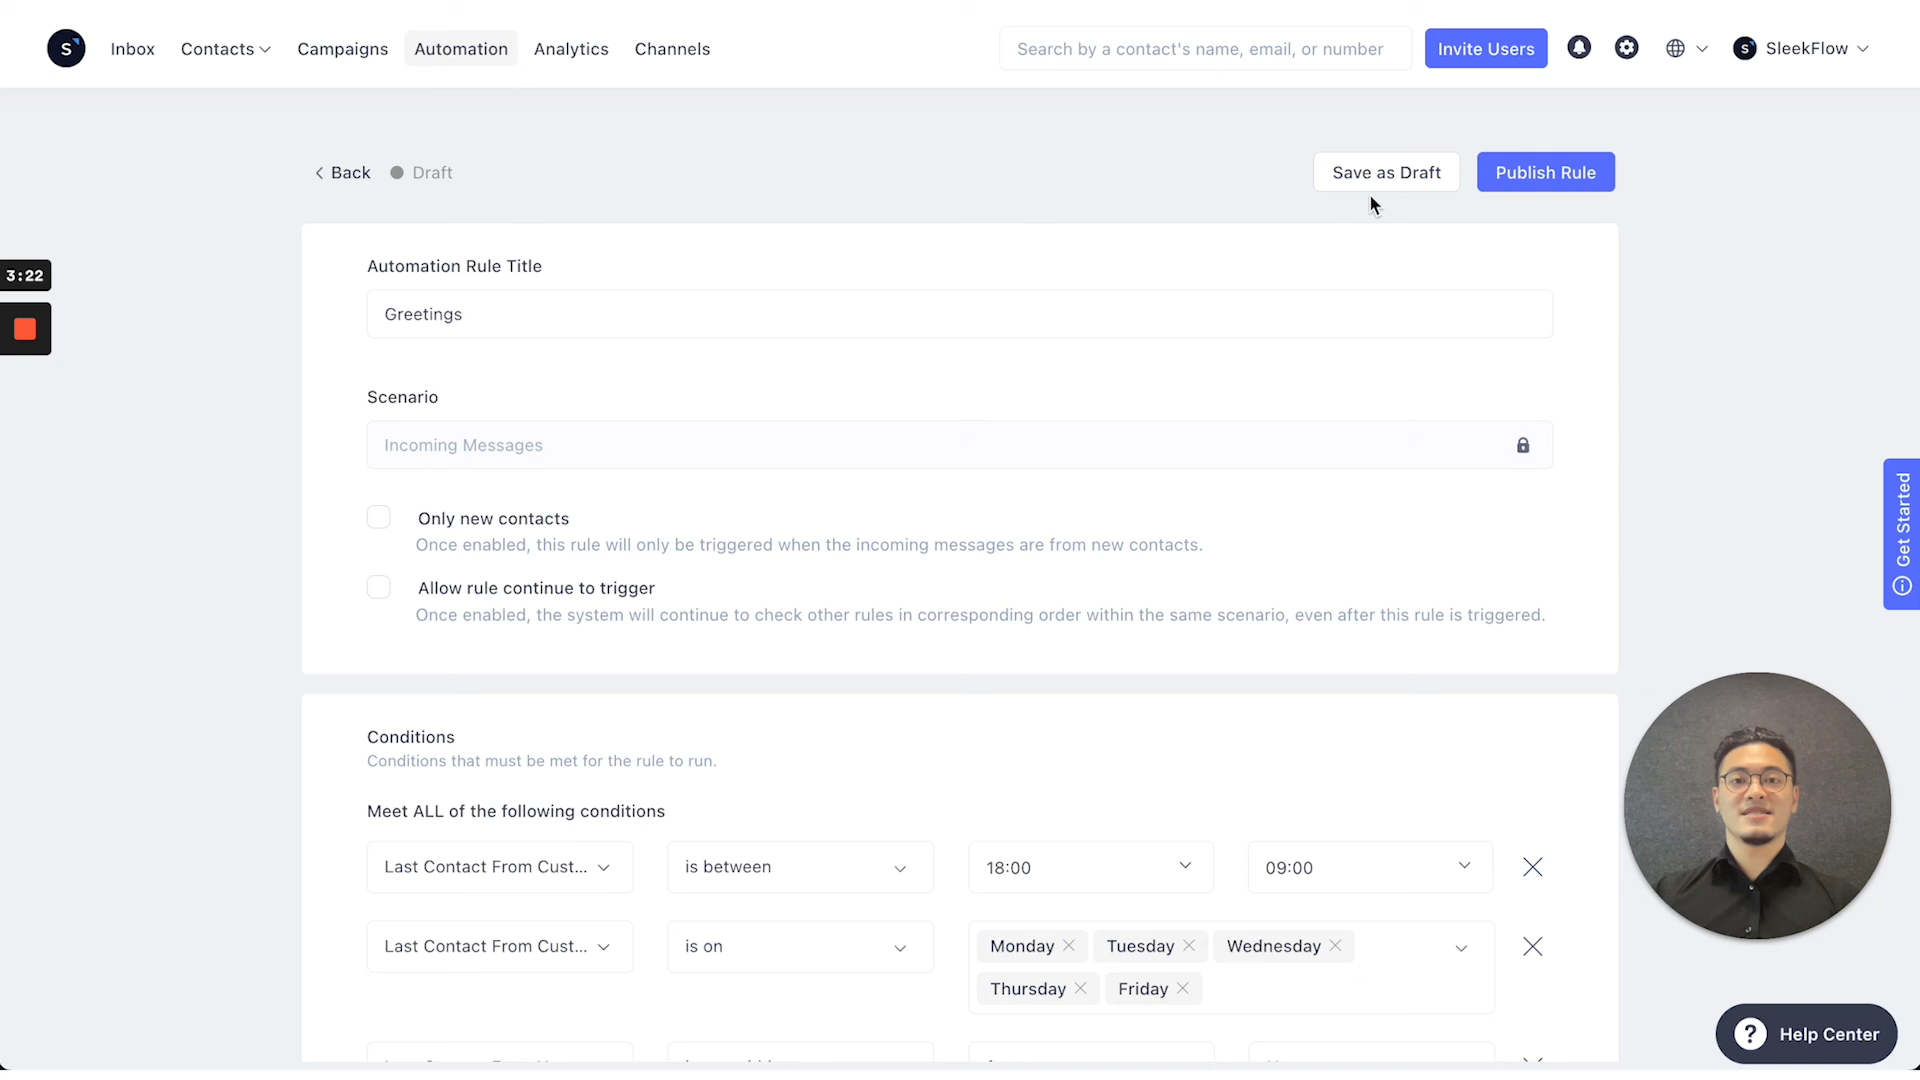 S Inbox Contacts Campaigns Automation Analytics Channels Search by a contact's name, email, or number Invite Users S SleekFlow
Back Draft Save as Draft Publish Rule
3:22
Automation Rule Title
Greetings
Scenario
Incoming Messages
Only new contacts
Once enabled, this rule will only be triggered when the incoming messages are from new contacts.
Allow rule continue to trigger
Once enabled, the system will continue to check other rules in corresponding order within the same scenario, even after this rule is triggered.
Get Started
Conditions
Conditions that must be met for the rule to run.
Meet ALL of the following conditions
Last Contact From Cust... is between 18:00 09:00
Last Contact From Cust... is on Monday Tuesday Wednesday
Thursday Friday
? Help Center